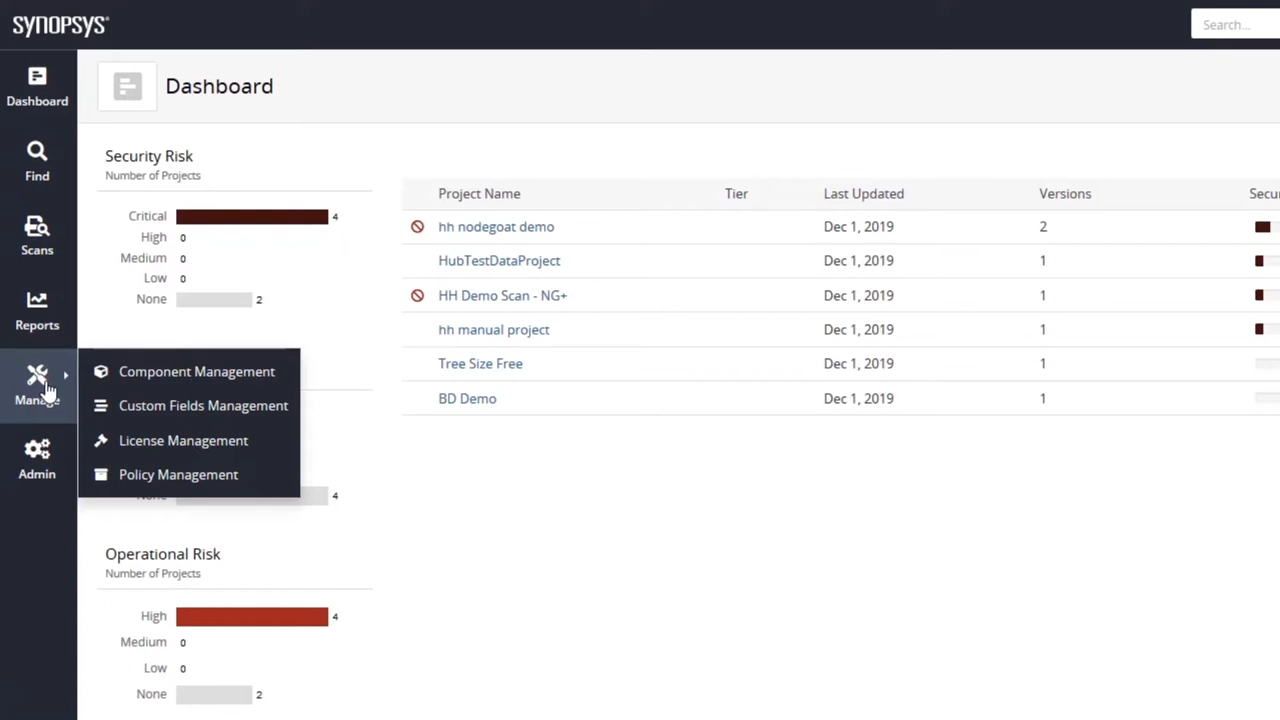 SYNOPSYS®
Search...
Dashboard
Find
Scans
Reports
Manage
Admin
Component Management
Custom Fields Management
License Management
Policy Management
Dashboard
Security Risk
Number of Projects
Critical 4
High 0
Medium 0
Low 0
None 2
None 4
Operational Risk
Number of Projects
High 4
Medium 0
Low 0
None 2
Project Name Tier Last Updated Versions
hh nodegoat demo Dec 1, 2019 2
HubTestDataProject Dec 1, 2019 1
HH Demo Scan - NG+ Dec 1, 2019 1
hh manual project Dec 1, 2019 1
Tree Size Free Dec 1, 2019 1
BD Demo Dec 1, 2019 1